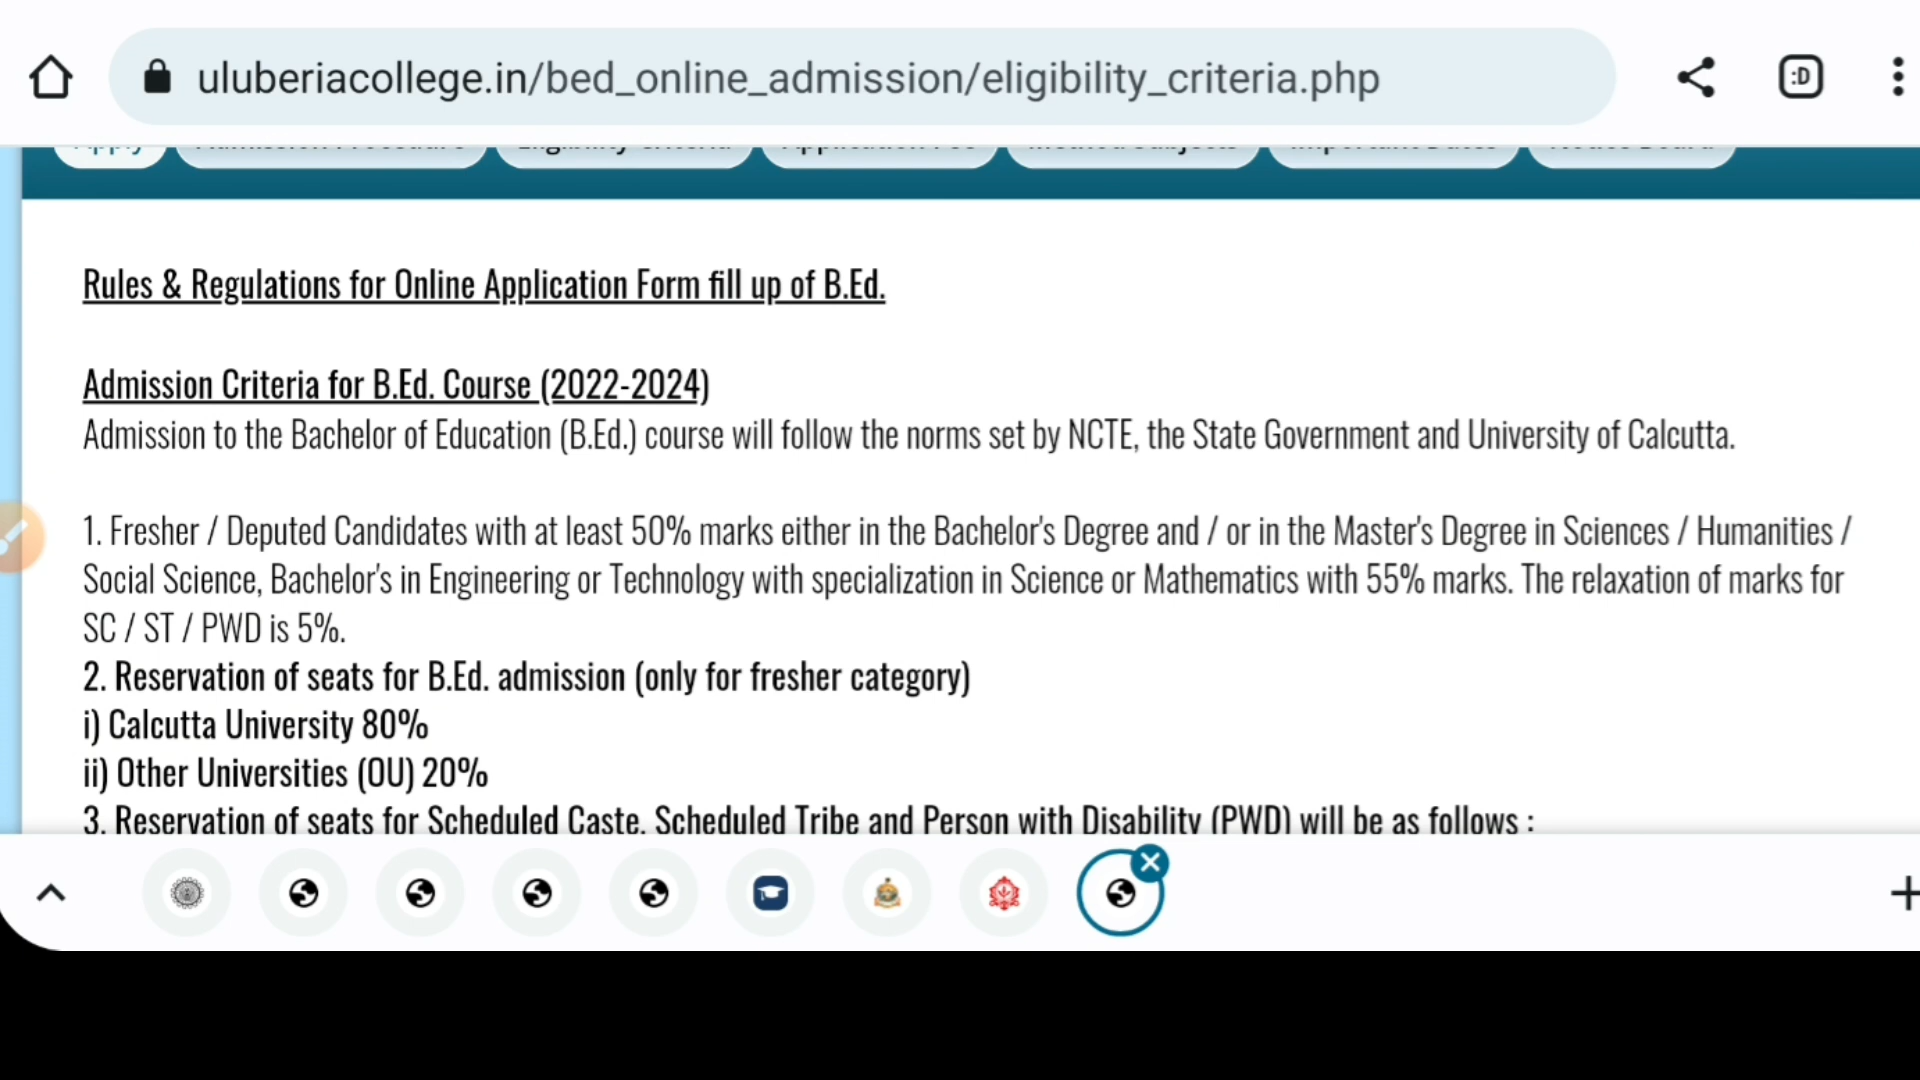 uluberiacollege.in/bed_online_admission/eligibility_criteria.php
:D
Apply
Rules & Regulations for Online Application Form fill up of B.Ed.
Admission Criteria for B.Ed. Course (2022-2024)
Admission to the Bachelor of Education (B.Ed.) course will follow the norms set by NCTE, the State Government and University of Calcutta.
1. Fresher / Deputed Candidates with at least 50% marks either in the Bachelor's Degree and / or in the Master's Degree in Sciences / Humanities /
Social Science, Bachelor's in Engineering or Technology with specialization in Science or Mathematics with 55% marks. The relaxation of marks for
SC / ST / PWD is 5%.
2. Reservation of seats for B.Ed. admission (only for fresher category)
i) Calcutta University 80%
ii) Other Universities (OU) 20%
3. Reservation of seats for Scheduled Caste, Scheduled Tribe and Person with Disability (PWD) will be as follows :